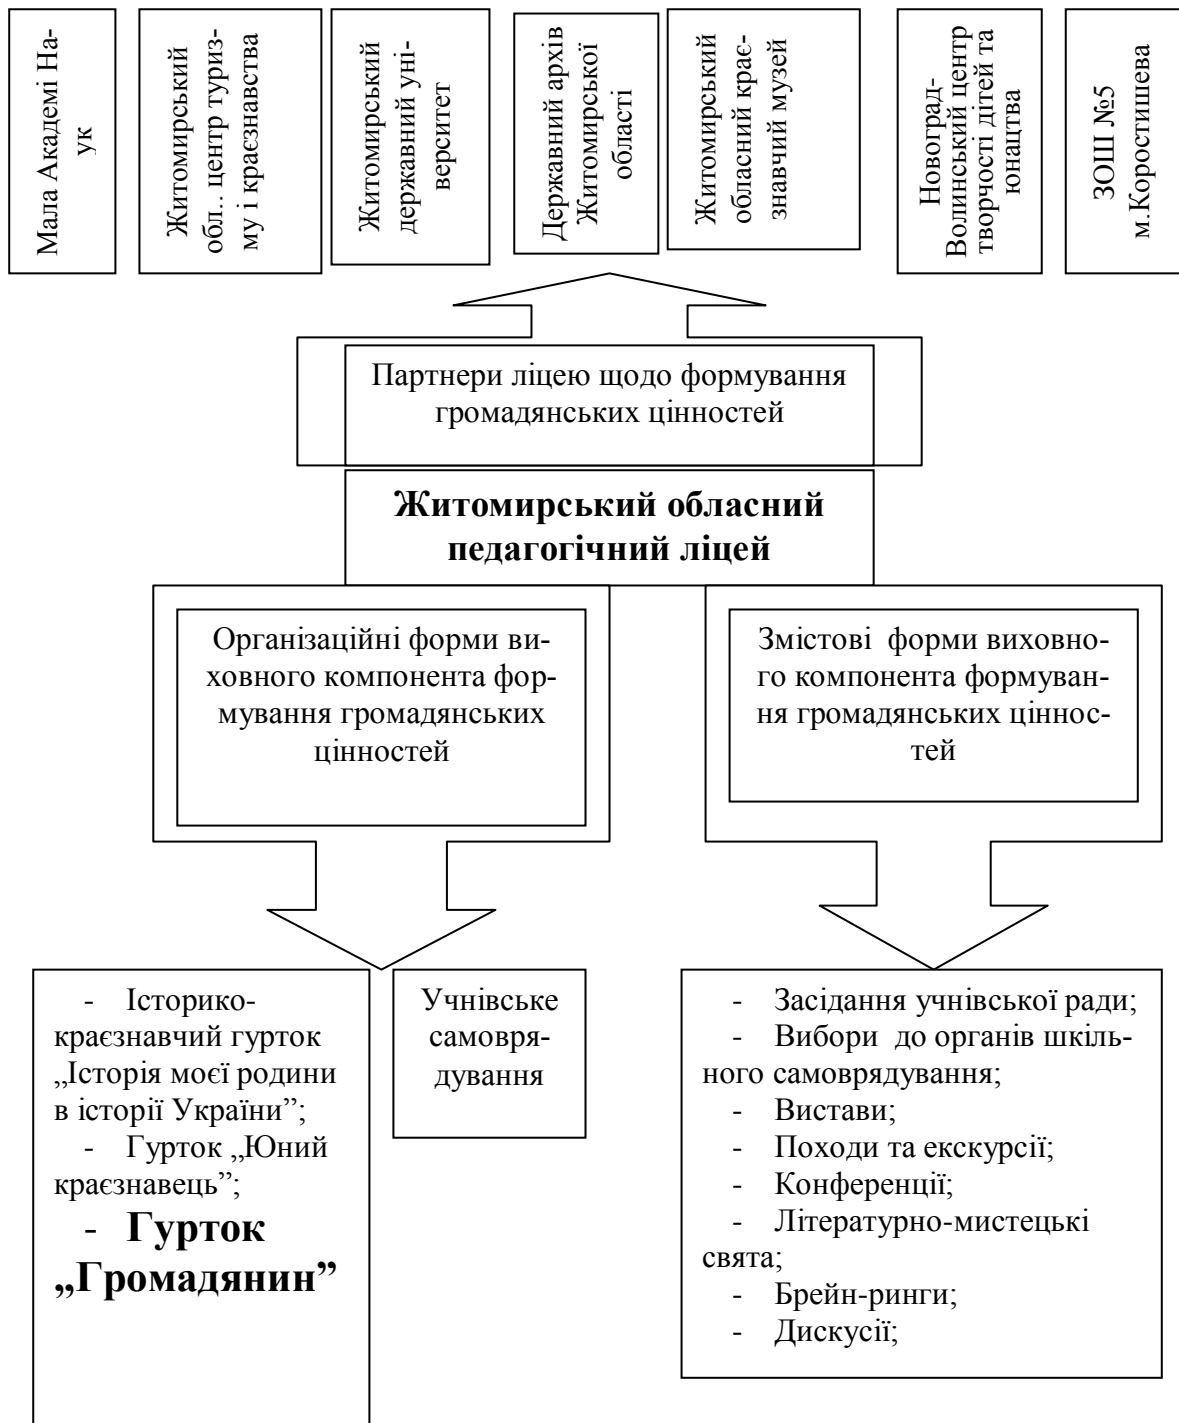 Мала Академі На-
ук
Житомирський
обл.. центр туриз-
му і краєзнавства
Житомирський
державний уні-
верситет
Державний архів
Житомирської
області
Житомирський
обласний крає-
знавчий музей
Новоград-
Волинський центр
творчості дітей та
юнацтва
ЗОШ №5
м.Коростишева
Партнери ліцею щодо формування
громадянських цінностей
Житомирський обласний
педагогічний ліцей
Організаційні форми ви-
ховного компонента фор-
мування громадянських
цінностей
Змістові форми виховно-
го компонента формуван-
ня громадянських ціннос-
тей
- Історико-
краєзнавчий гурток
„Історія моєї родини
в історії України”;
- Гурток „Юний
краєзнавець”;
- Гурток
„Громадянин”
Учнівське
самовря-
дування
- Засідання учнівської ради;
- Вибори до органів шкіль-
ного самоврядування;
- Вистави;
- Походи та екскурсії;
- Конференції;
- Літературно-мистецькі
свята;
- Брейн-ринги;
- Дискусії;